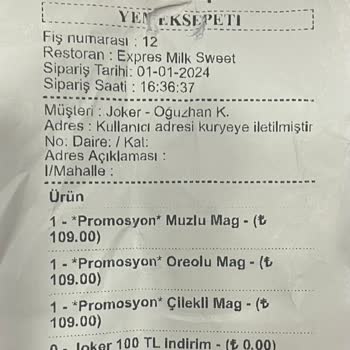 YEMEKSEPETİ
Fiş numarası : 12
Restoran : Expres Milk Sweet
Sipariş Tarihi: 01-01-2024
Sipariş Saati : 16:36:37
Müşteri : Joker - Oğuzhan K.
Adres : Kullanıcı adresi kuryeye iletilmiştir
No: Daire: / Kat:
Adres Açıklaması :
İ/Mahalle :
Ürün
1 - *Promosyon* Muzlu Mag - (₺
109.00)
1 - *Promosyon* Oreolu Mag - (₺
109.00)
1 - *Promosyon* Çilekli Mag - (₺
109.00)
0 - Joker 100 TL İndirim - (₺ 0.00)